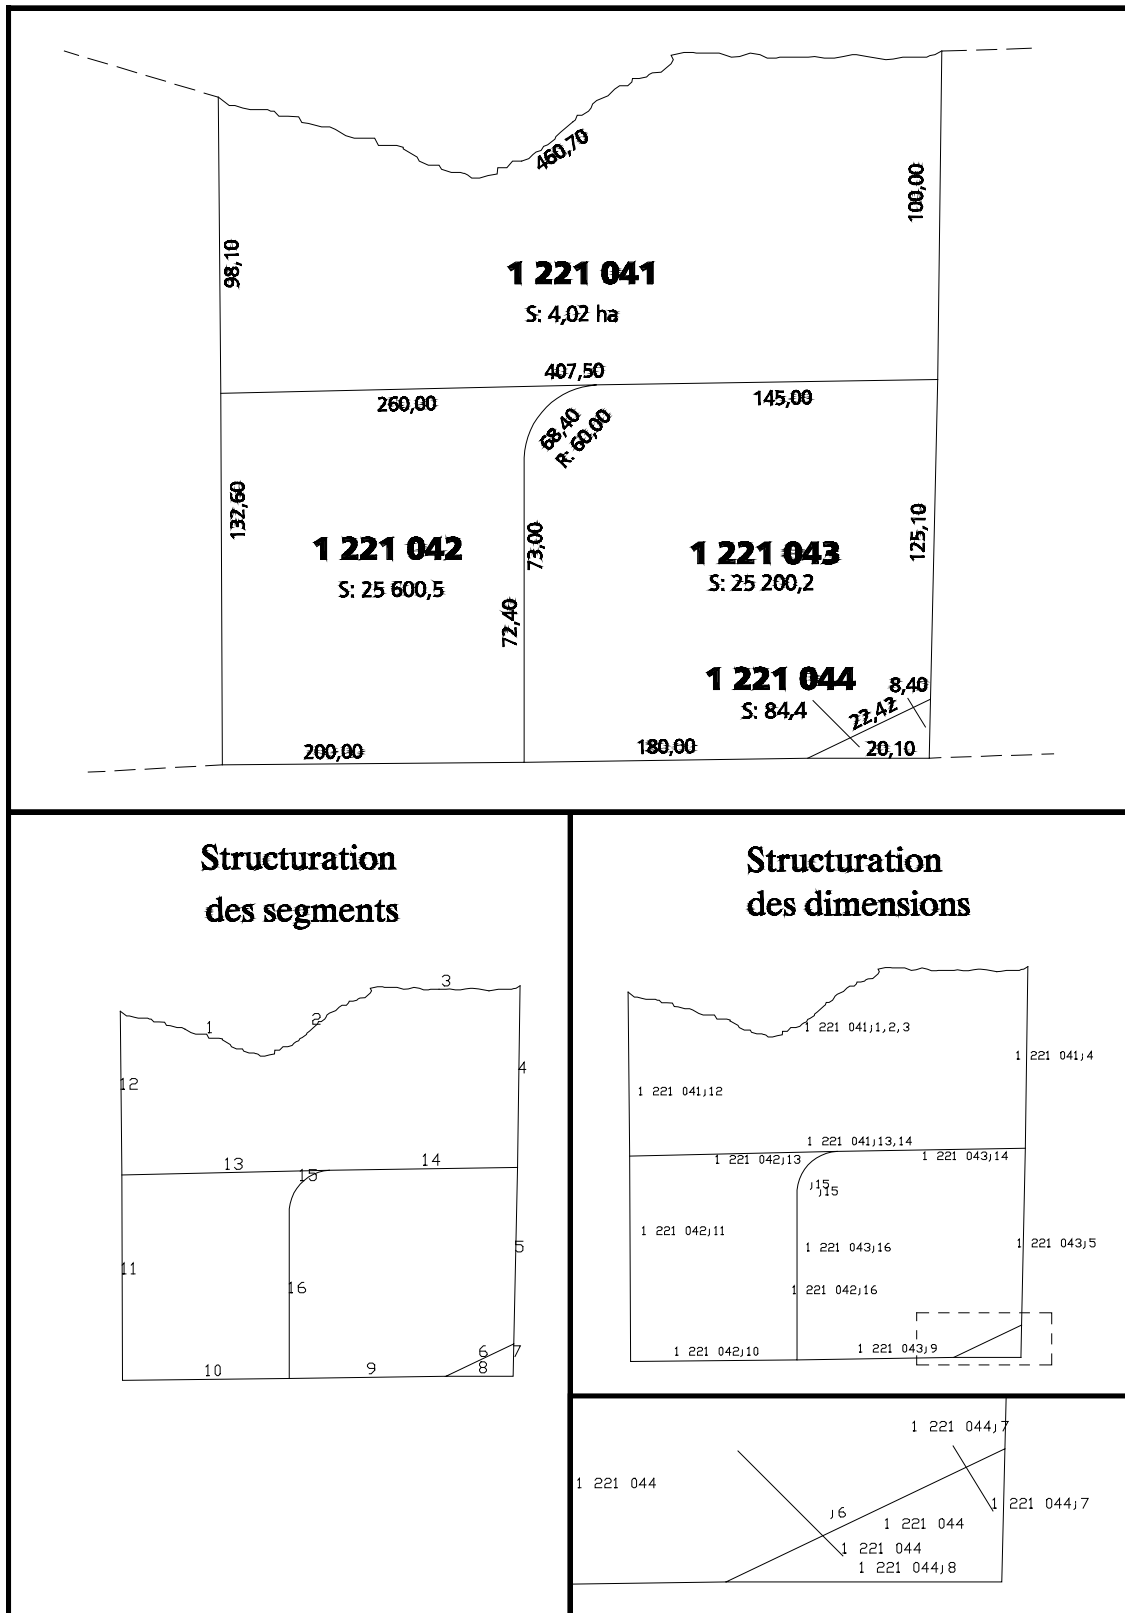 460,70
100,00
98,10
1 221 041
S: 4,02 ha
407,50
260,00
145,00
68,40
R: 60,00
132,60
73,00
125,10
1 221 042
S: 25 600,5
1 221 043
S: 25 200,2
72,40
1 221 044
S: 84,4
8,40
22,42
200,00
180,00
20,10
Structuration
des segments
3
1
2
4
12
13
15
14
5
11
16
6
7
10
9
8
Structuration
des dimensions
1 221 041;1,2,3
1 221 041;4
1 221 041;12
1 221 041;13,14
1 221 042;13
1 221 043;14
;15
;15
1 221 042;11
1 221 043;16
1 221 043;5
1 221 042;16
1 221 042;10
1 221 043;9
1 221 044;7
1 221 044
1 221 044;7
;6
1 221 044
1 221 044
1 221 044;8